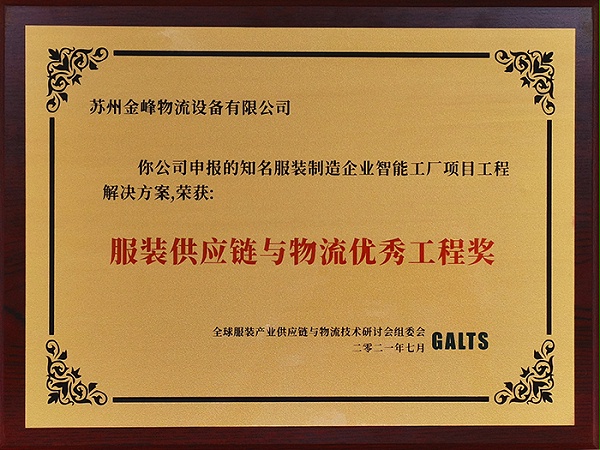 苏州金峰物流设备有限公司
你公司申报的知名服装制造企业智能工厂项目工程
解决方案,荣获:
服装供应链与物流优秀工程奖
全球服装产业供应链与物流技术研讨会组委会
二零二一年七月 GALTS